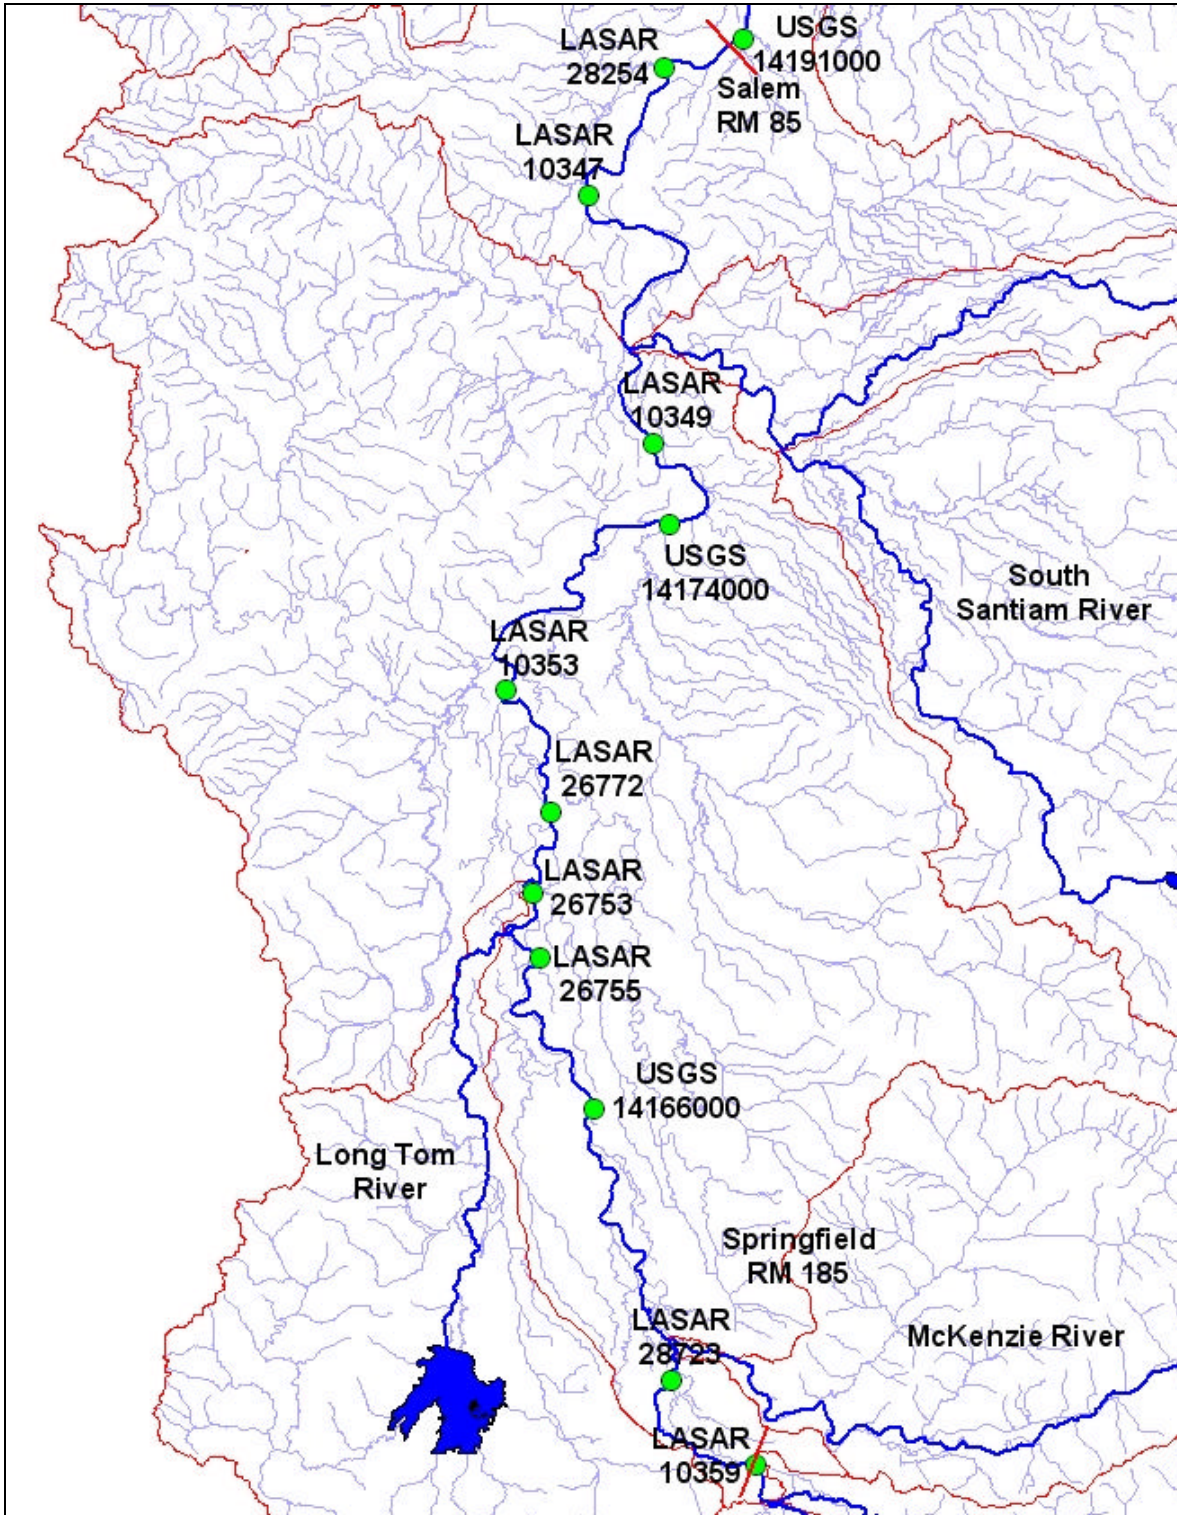 USGS
14191000
LASAR
28254
Salem
RM 85
LASAR
10347
LASAR
10349
USGS
14174000
South
Santiam River
LASAR
10353
LASAR
26772
LASAR
26753
LASAR
26755
USGS
14166000
Long Tom
River
Springfield
RM 185
LASAR
28723
McKenzie River
LASAR
10359